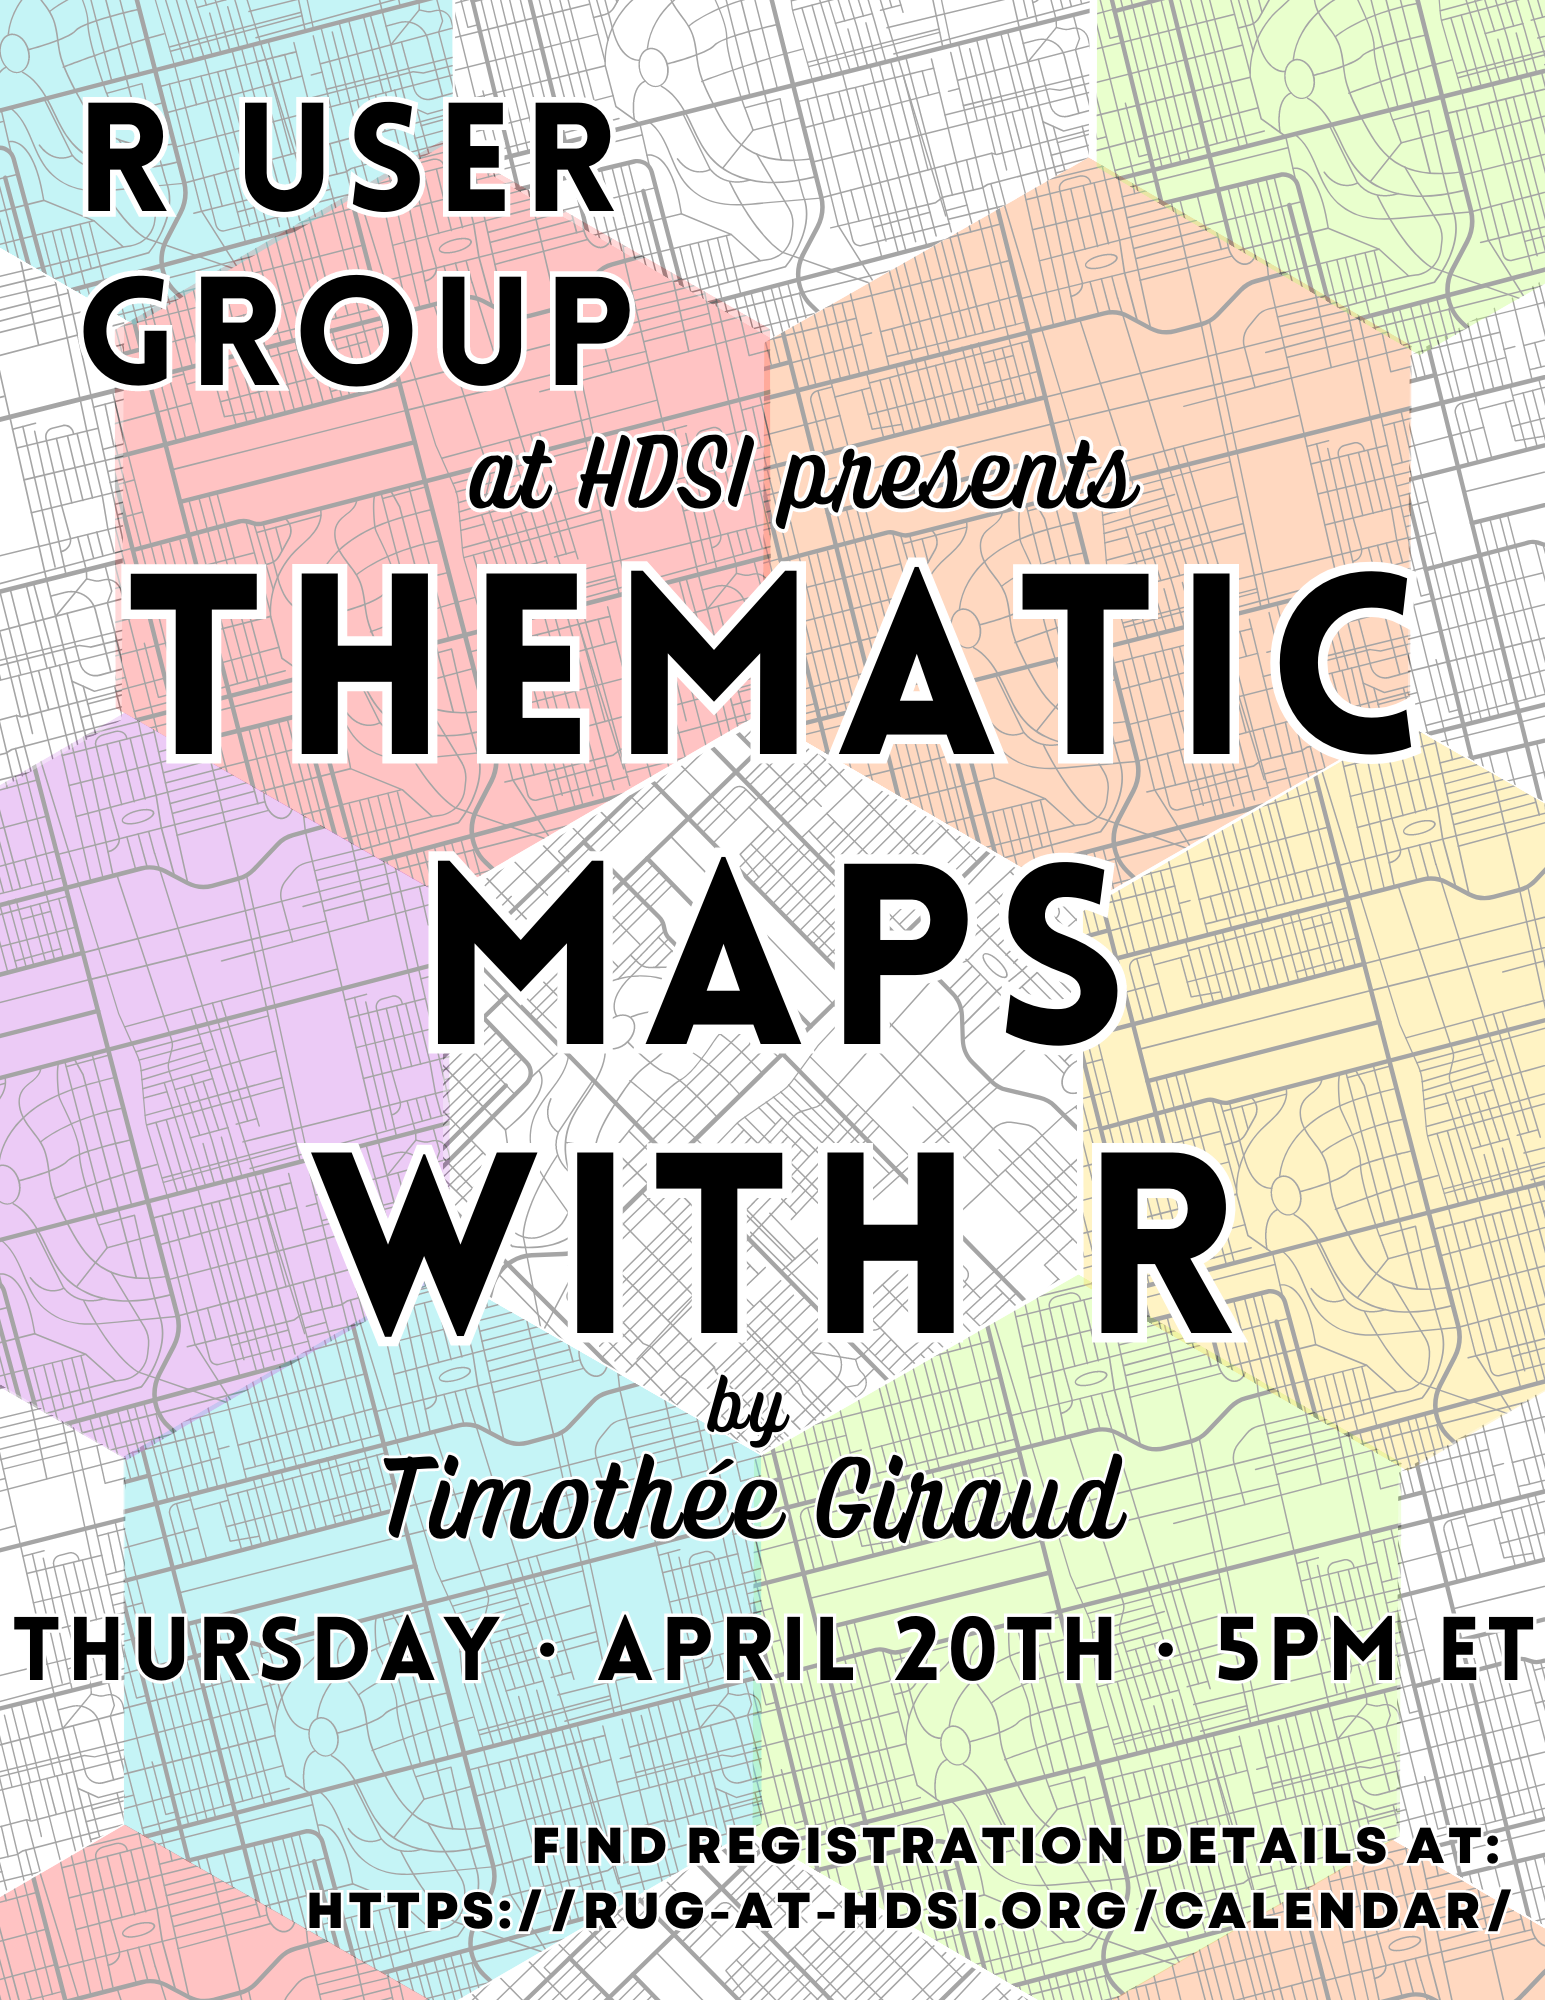 R USER
GROUP
at HDSI presents
THEMATIC
MAPS
WITH R
by
Timothée Giraud
THURSDAY • APRIL 20TH • 5PM ET
FIND REGISTRATION DETAILS AT:
HTTPS://RUG-AT-HDSI.ORG/CALENDAR/